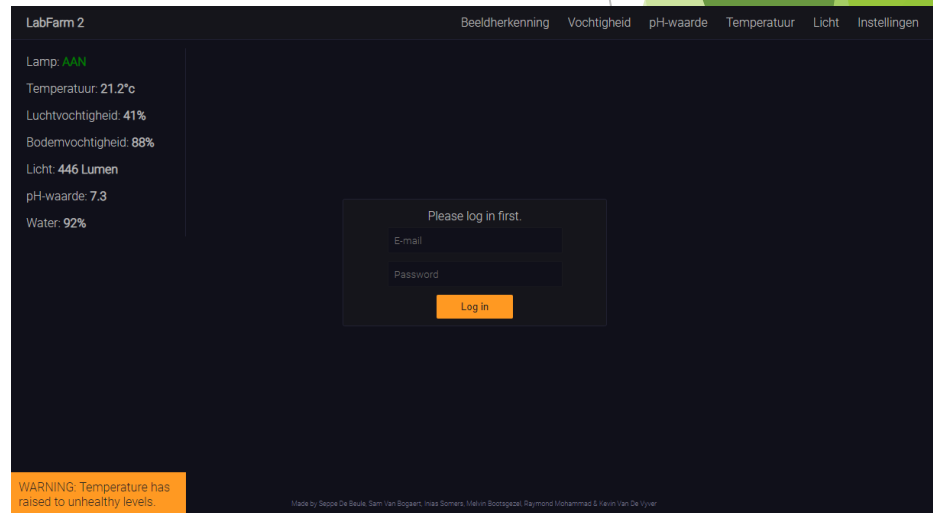 LabFarm 2
Beeldherkenning Vochtigheid pH-waarde Temperatuur Licht Instellingen
Lamp: AAN
Temperatuur: 21.2°c
Luchtvochtigheid: 41%
Bodemvochtigheid: 88%
Licht: 446 Lumen
pH-waarde: 7.3
Water: 92%
Please log in first.
E-mail
Password
Log in
WARNING: Temperature has
raised to unhealthy levels.
Made by Seppe De Beule, Sam Van Bogaert, Inias Somers, Melvin Bootsgezel, Raymond Mohammad & Kevin Van De Vyver